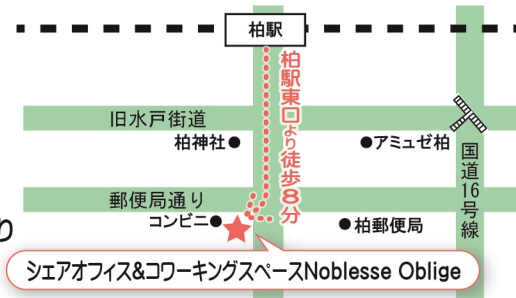 柏駅
柏駅東口より徒歩8分
旧水戸街道
柏神社
アミュゼ柏
国道16号線
郵便局通り
コンビニ
柏郵便局
り
シェアオフィス&コワーキングスペースNoblesse Oblige